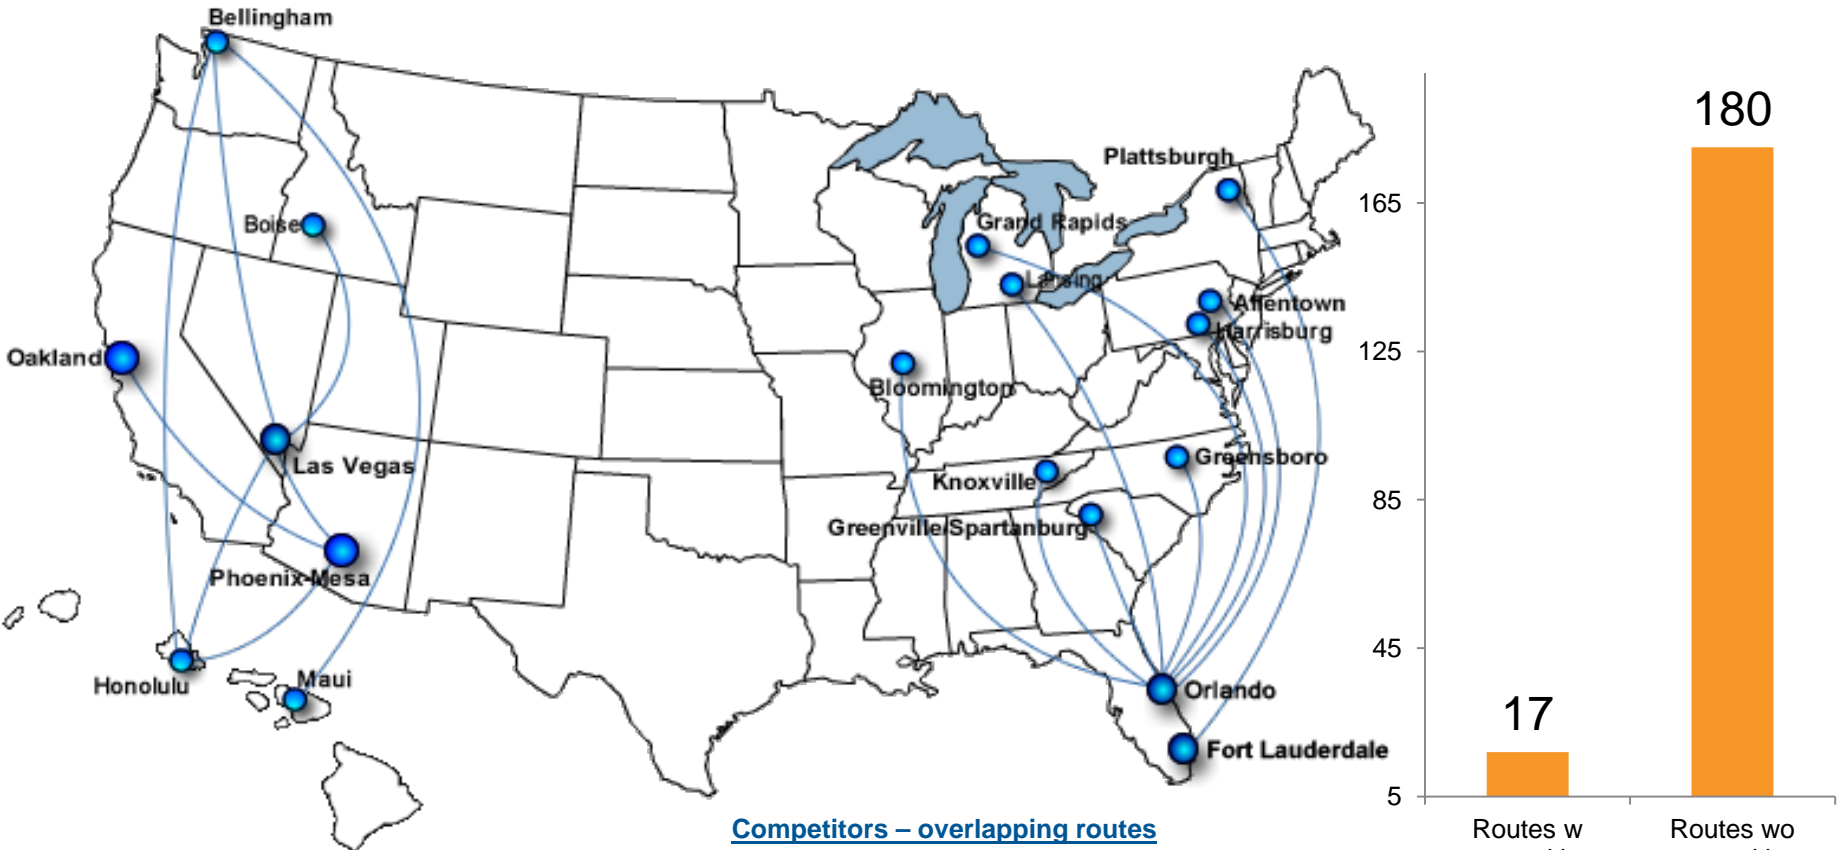 Bellingham
Plattsburgh
Boise
Grand Rapids
Lansing
Allentown
Harrisburg
Oakland
Bloomington
Las Vegas
Greensboro
Knoxville
Greenville/Spartanburg
Phoenix-Mesa
Honolulu
Maui
Orlando
Fort Lauderdale
Competitors – overlapping routes
180
165
125
85
45
17
5
Routes w
Routes wo